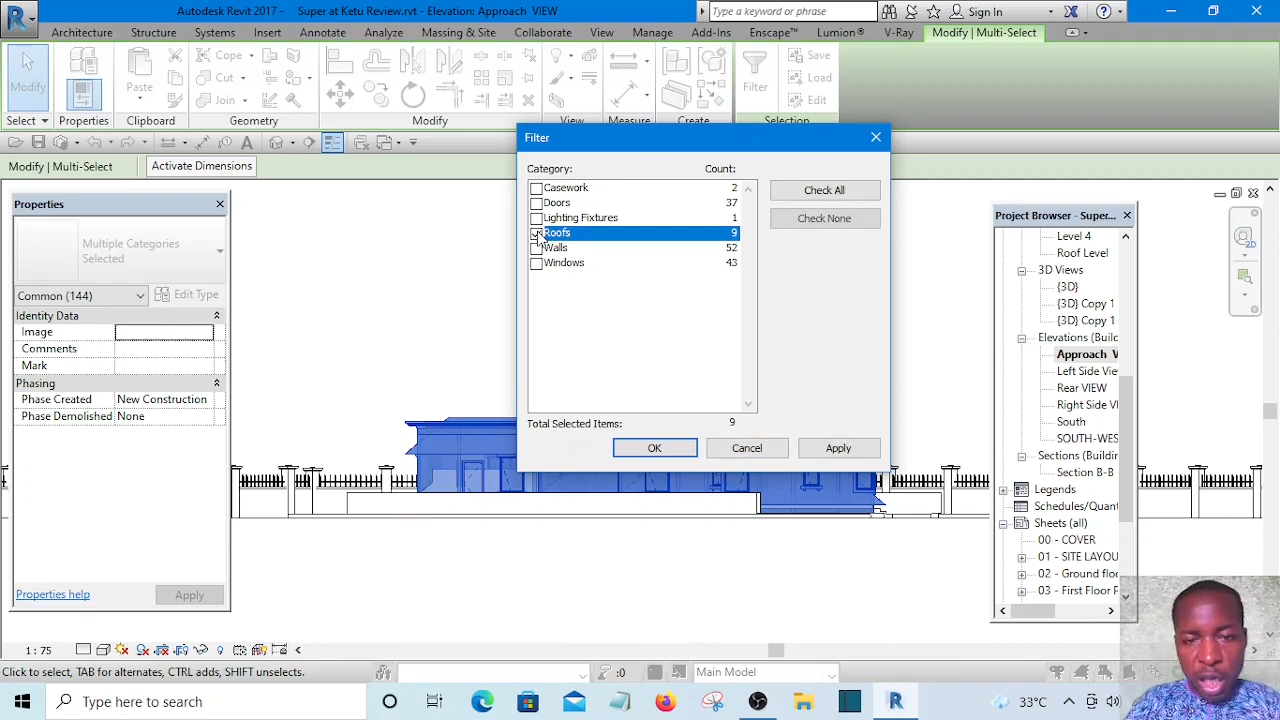 Autodesk Revit 2017 -    Super at Ketu Review.rvt - Elevation: Approach  VIEW
Type a keyword or phrase
Sign In
Architecture Structure Systems Insert Annotate Analyze Massing & Site Collaborate View Manage Add-Ins Enscape™ Lumion® V-Ray Modify | Multi-Select
Modify
Paste
Cope
Cut
Join
Filter
Save
Load
Edit
Select Properties Clipboard Geometry Modify View Measure Create Selection
Modify | Multi-Select
Activate Dimensions
Properties
Multiple Categories
Selected
Common (144)
Edit Type
Identity Data
Image
Comments
Mark
Phasing
Phase Created New Construction
Phase Demolished None
Properties help
Apply
Filter
Category: Count:
Casework 2
Doors 37
Lighting Fixtures 1
Roofs 9
Walls 52
Windows 43
Total Selected Items: 9
Check All
Check None
OK
Cancel
Apply
Project Browser - Super...
Level 4
Roof Level
3D Views
{3D}
{3D} Copy 1
{3D} Copy 1
Elevations (Build
Approach  V
Left Side View
Rear VIEW
Right Side View
South
SOUTH-WES
Sections (Building
Section B-B
Legends
Schedules/Quant
Sheets (all)
00 - COVER
01 - SITE LAYOU
02 - Ground floo
03 - First Floor P
2D
1 : 75
Click to select, TAB for alternates, CTRL adds, SHIFT unselects.
:0
Main Model
Type here to search
33°C